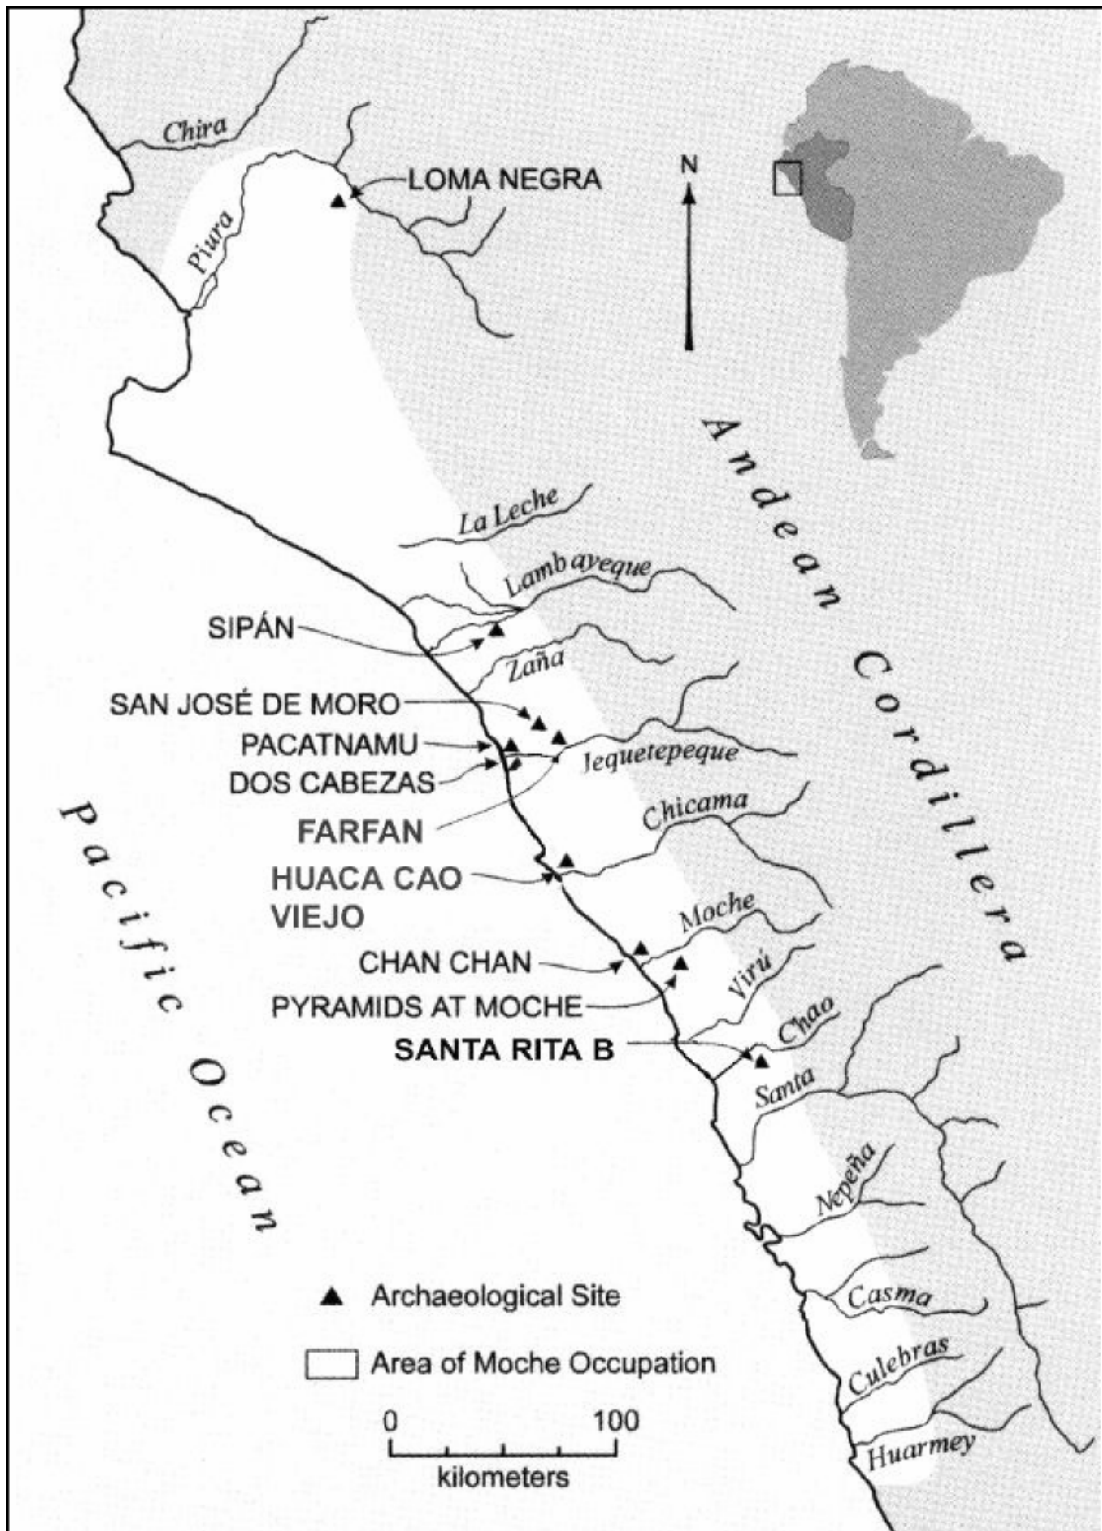 Chira
LOMA NEGRA
N
Piura
Andean Cordillera
La Leche
Lambayeque
SIPÁN
Zaña
SAN JOSÉ DE MORO
PACATNAMU
Jequetepeque
DOS CABEZAS
Chicama
FARFAN
Pacific Ocean
HUACA CAO
VIEJO
Moche
CHAN CHAN
Virú
PYRAMIDS AT MOCHE
Chao
SANTA RITA B
Santa
Nepeña
Archaeological Site
Casma
Area of Moche Occupation
Culebras
0 100
kilometers
Huarmey